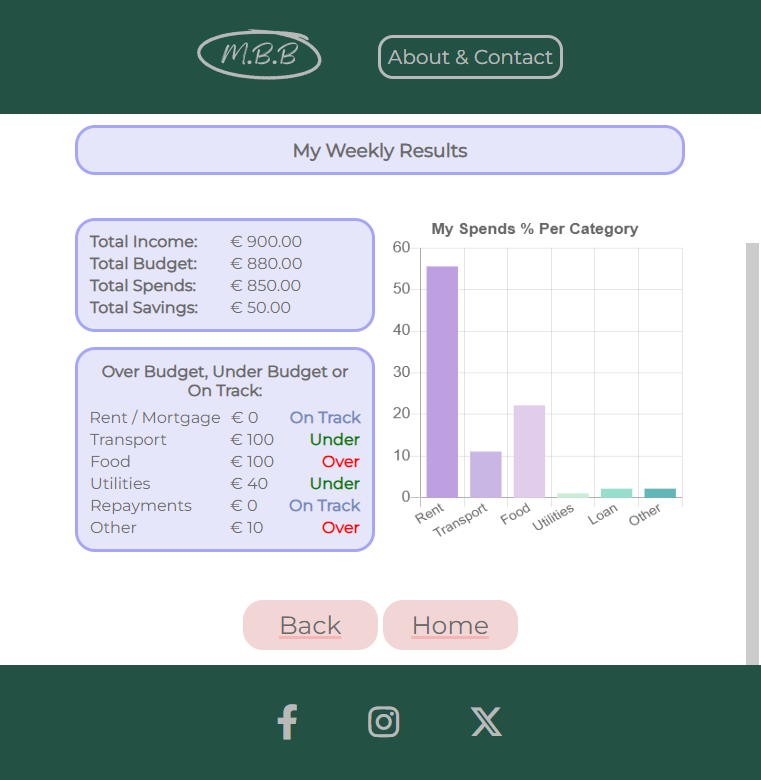 M.B.B
About & Contact
My Weekly Results
Total Income: € 900.00
Total Budget: € 880.00
Total Spends: € 850.00
Total Savings: € 50.00
Over Budget, Under Budget or
On Track:
Rent / Mortgage € 0 On Track
Transport € 100 Under
Food € 100 Over
Utilities € 40 Under
Repayments € 0 On Track
Other € 10 Over
My Spends % Per Category
60
50
40
30
20
10
0
Rent
Transport
Food
Utilities
Loan
Other
Back
Home